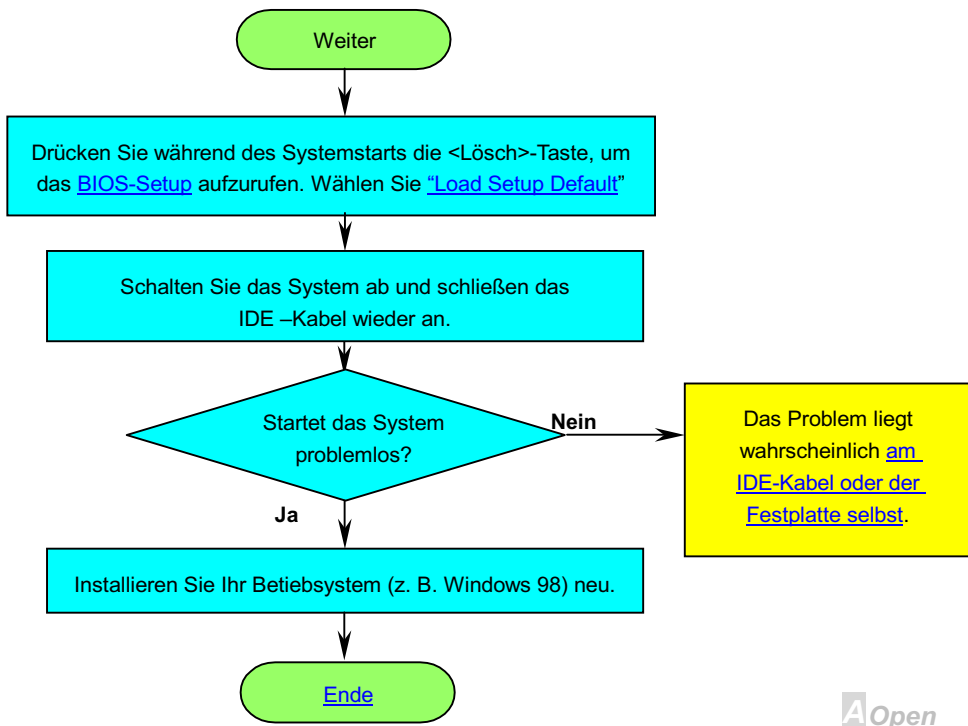 Weiter
Drücken Sie während des Systemstarts die <Lösch>-Taste, um
das BIOS-Setup aufzurufen. Wählen Sie “Load Setup Default”
Schalten Sie das System ab und schließen das
IDE –Kabel wieder an.
Startet das System
problemlos?
Nein
Das Problem liegt
wahrscheinlich am
IDE-Kabel oder der
Festplatte selbst.
Ja
Installieren Sie Ihr Betiebsystem (z. B. Windows 98) neu.
Ende
AOpen